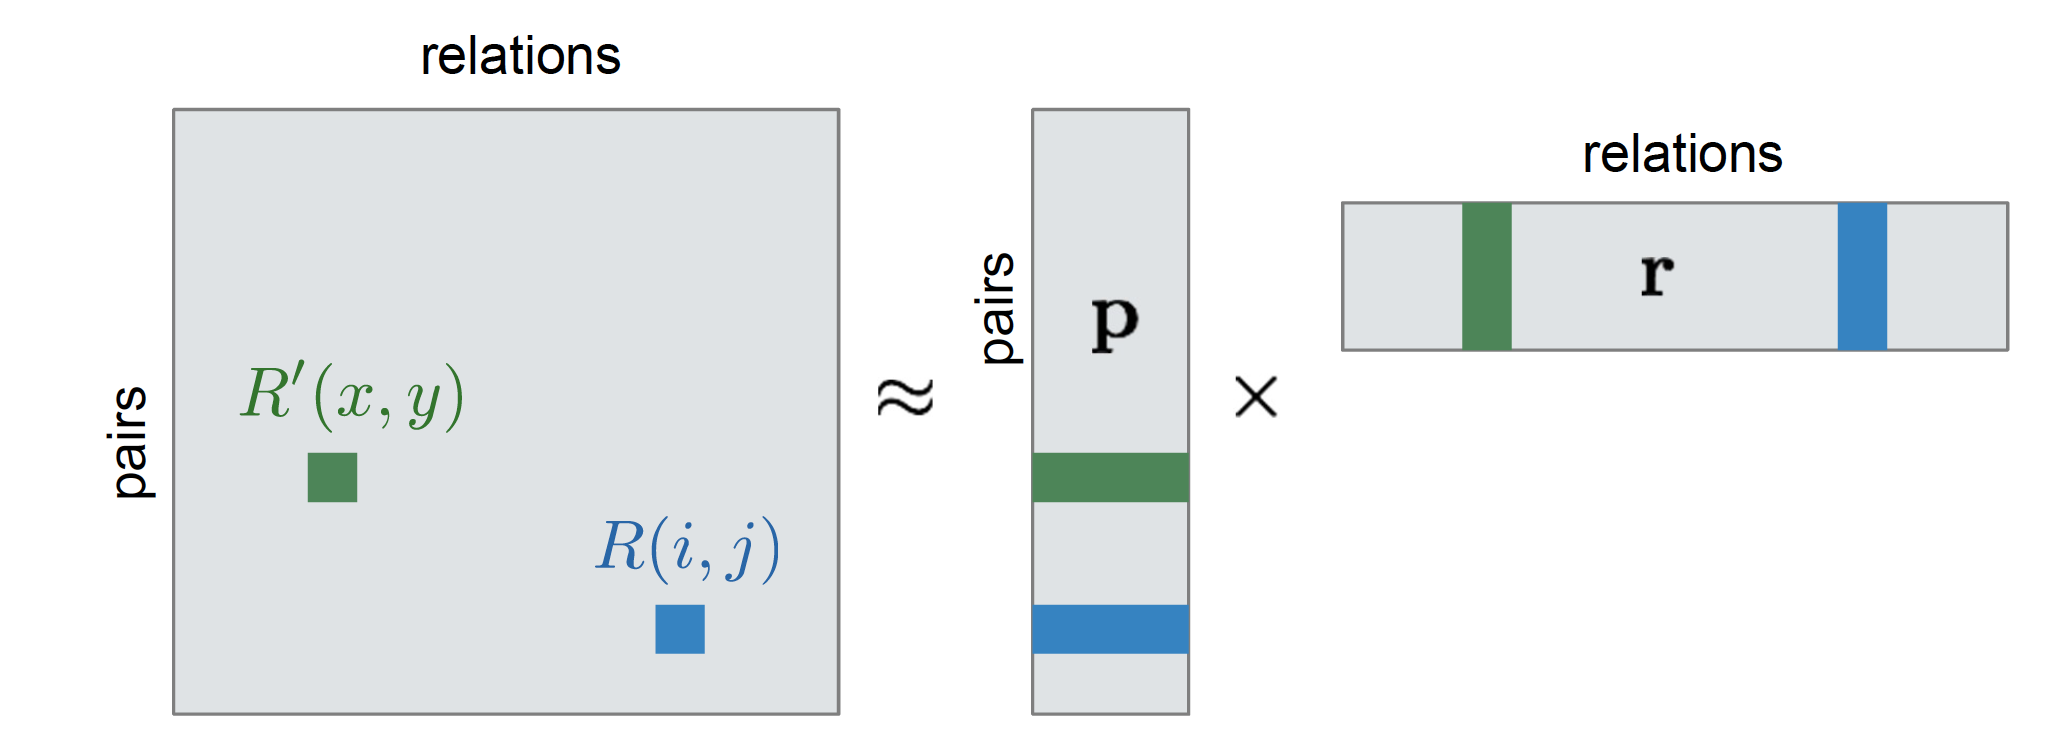 relations
pairs
R′(x, y)
R(i, j)
≈
pairs
p
×
relations
r